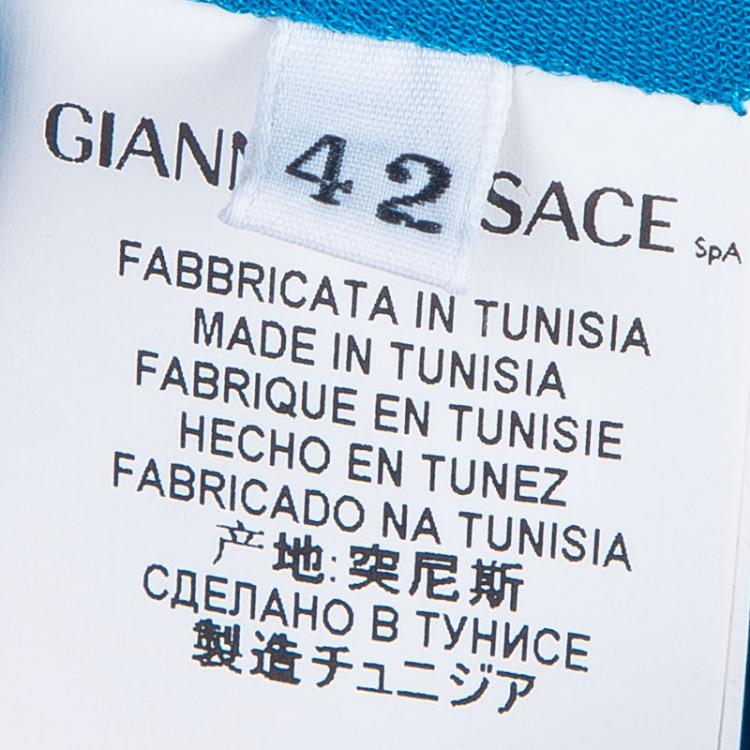 GIANN SACE SpA
42
FABBRICATA IN TUNISIA
MADE IN TUNISIA
FABRIQUE EN TUNISIE
HECHO EN TUNEZ
FABRICADO NA TUNISIA
产地:突尼斯
СДЕЛАНО В ТУНИСЕ
製造チュニジア